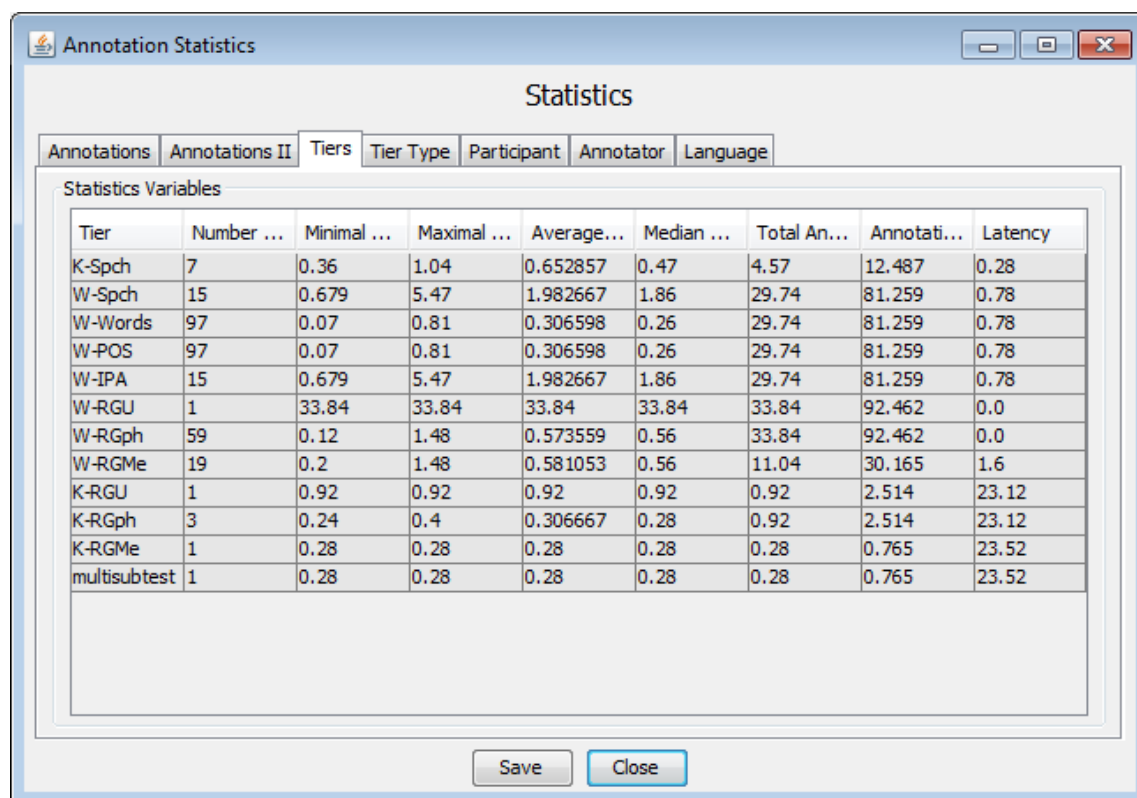 Annotation Statistics
Statistics
Annotations Annotations II Tiers Tier Type Participant Annotator Language
Statistics Variables
Tier Number ... Minimal ... Maximal ... Average... Median ... Total An... Annotati... Latency
K-Spch 7 0.36 1.04 0.652857 0.47 4.57 12.487 0.28
W-Spch 15 0.679 5.47 1.982667 1.86 29.74 81.259 0.78
W-Words 97 0.07 0.81 0.306598 0.26 29.74 81.259 0.78
W-POS 97 0.07 0.81 0.306598 0.26 29.74 81.259 0.78
W-IPA 15 0.679 5.47 1.982667 1.86 29.74 81.259 0.78
W-RGU 1 33.84 33.84 33.84 33.84 33.84 92.462 0.0
W-RGph 59 0.12 1.48 0.573559 0.56 33.84 92.462 0.0
W-RGMe 19 0.2 1.48 0.581053 0.56 11.04 30.165 1.6
K-RGU 1 0.92 0.92 0.92 0.92 0.92 2.514 23.12
K-RGph 3 0.24 0.4 0.306667 0.28 0.92 2.514 23.12
K-RGMe 1 0.28 0.28 0.28 0.28 0.28 0.765 23.52
multisubtest 1 0.28 0.28 0.28 0.28 0.28 0.765 23.52
Save Close